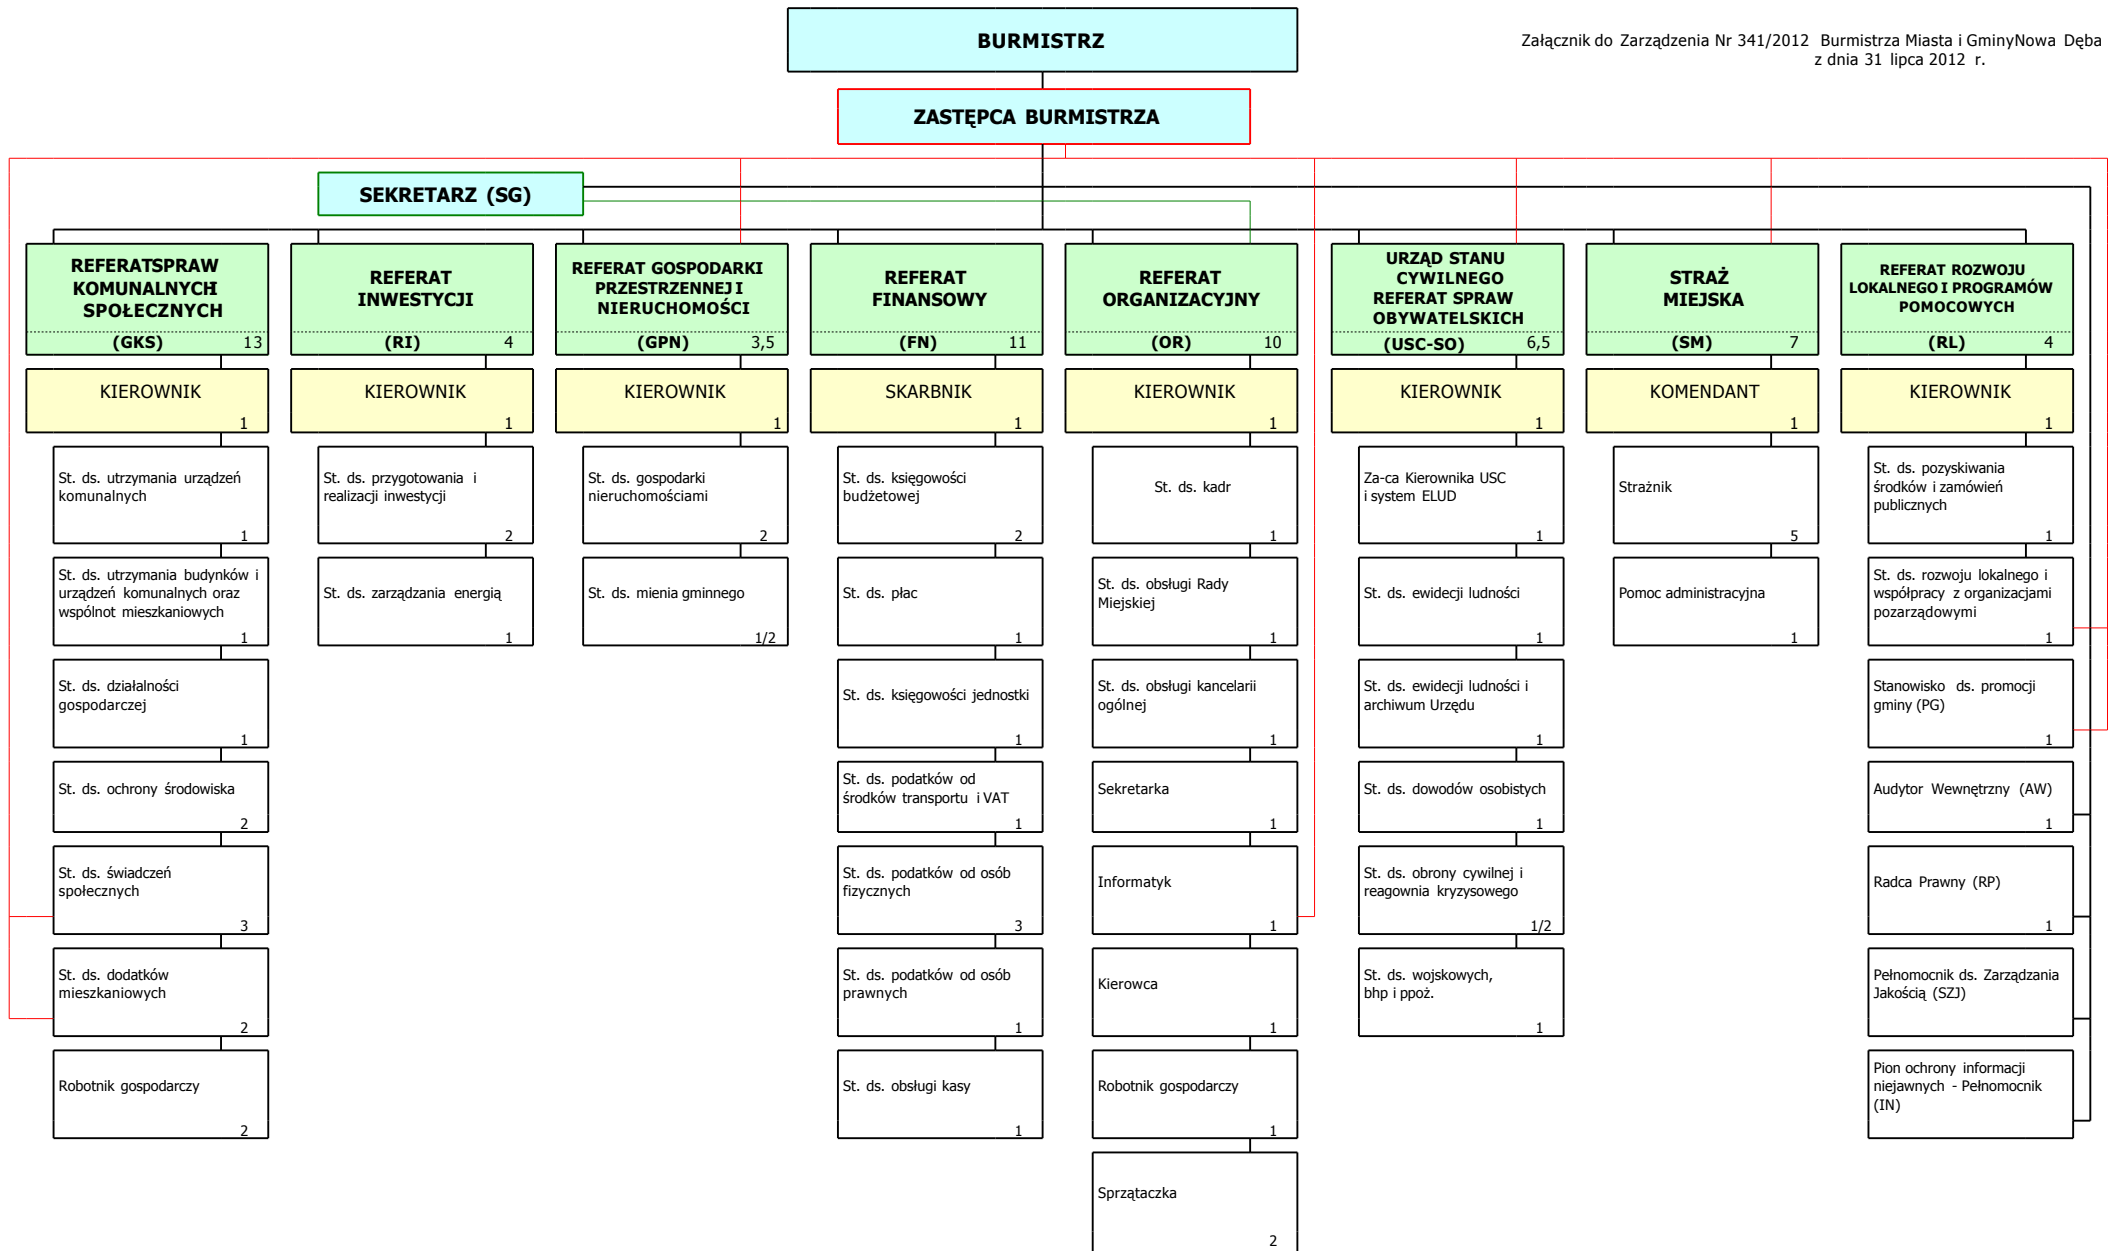 BURMISTRZ
Załącznik do Zarządzenia Nr 341/2012 Burmistrza Miasta i GminyNowa Dęba
z dnia 31 lipca 2012 r.
ZASTĘPCA BURMISTRZA
SEKRETARZ (SG)
REFERATSPRAW
KOMUNALNYCHI
SPOŁECZNYCH
(GKS) 13
KIEROWNIK
1
St. ds. utrzymania urządzeń
komunalnych
1
St. ds. utrzymania budynków i
urządzeń komunalnych oraz
wspólnot mieszkaniowych
1
St. ds. działalności
gospodarczej
1
St. ds. ochrony środowiska
2
St. ds. świadczeń
społecznych
3
St. ds. dodatków
mieszkaniowych
2
Robotnik gospodarczy
2
REFERAT
INWESTYCJI
(RI) 4
KIEROWNIK
1
St. ds. przygotowania i
realizacji inwestycji
2
St. ds. zarządzania energią
1
REFERAT GOSPODARKI
PRZESTRZENNEJ I
NIERUCHOMOŚCI
(GPN) 3,5
KIEROWNIK
1
St. ds. gospodarki
nieruchomościami
2
St. ds. mienia gminnego
1/2
REFERAT
FINANSOWY
(FN) 11
SKARBNIK
1
St. ds. księgowości
budżetowej
2
St. ds. płac
1
St. ds. księgowości jednostki
1
St. ds. podatków od
środków transportu i VAT
1
St. ds. podatków od osób
fizycznych
3
St. ds. podatków od osób
prawnych
1
St. ds. obsługi kasy
1
REFERAT
ORGANIZACYJNY
(OR) 10
KIEROWNIK
1
St. ds. kadr
1
St. ds. obsługi Rady
Miejskiej
1
St. ds. obsługi kancelarii
ogólnej
1
Sekretarka
1
Informatyk
1
Kierowca
1
Robotnik gospodarczy
1
Sprzątaczka
2
URZĄD STANU
CYWILNEGO
REFERAT SPRAW
OBYWATELSKICH
(USC-SO) 6,5
KIEROWNIK
1
Za-ca Kierownika USC
i system ELUD
1
St. ds. ewidecji ludności
1
St. ds. ewidecji ludności i
archiwum Urzędu
1
St. ds. dowodów osobistych
1
St. ds. obrony cywilnej i
reagownia kryzysowego
1/2
St. ds. wojskowych,
bhp i ppoż.
1
STRAŻ
MIEJSKA
(SM) 7
KOMENDANT
1
Strażnik
5
Pomoc administracyjna
1
REFERAT ROZWOJU
LOKALNEGO I PROGRAMÓW
POMOCOWYCH
(RL) 4
KIEROWNIK
1
St. ds. pozyskiwania
środków i zamówień
publicznych
1
St. ds. rozwoju lokalnego i
współpracy z organizacjami
pozarządowymi
1
Stanowisko ds. promocji
gminy (PG)
1
Audytor Wewnętrzny (AW)
1
Radca Prawny (RP)
1
Pełnomocnik ds. Zarządzania
Jakością (SZJ)
Pion ochrony informacji
niejawnych - Pełnomocnik
(IN)